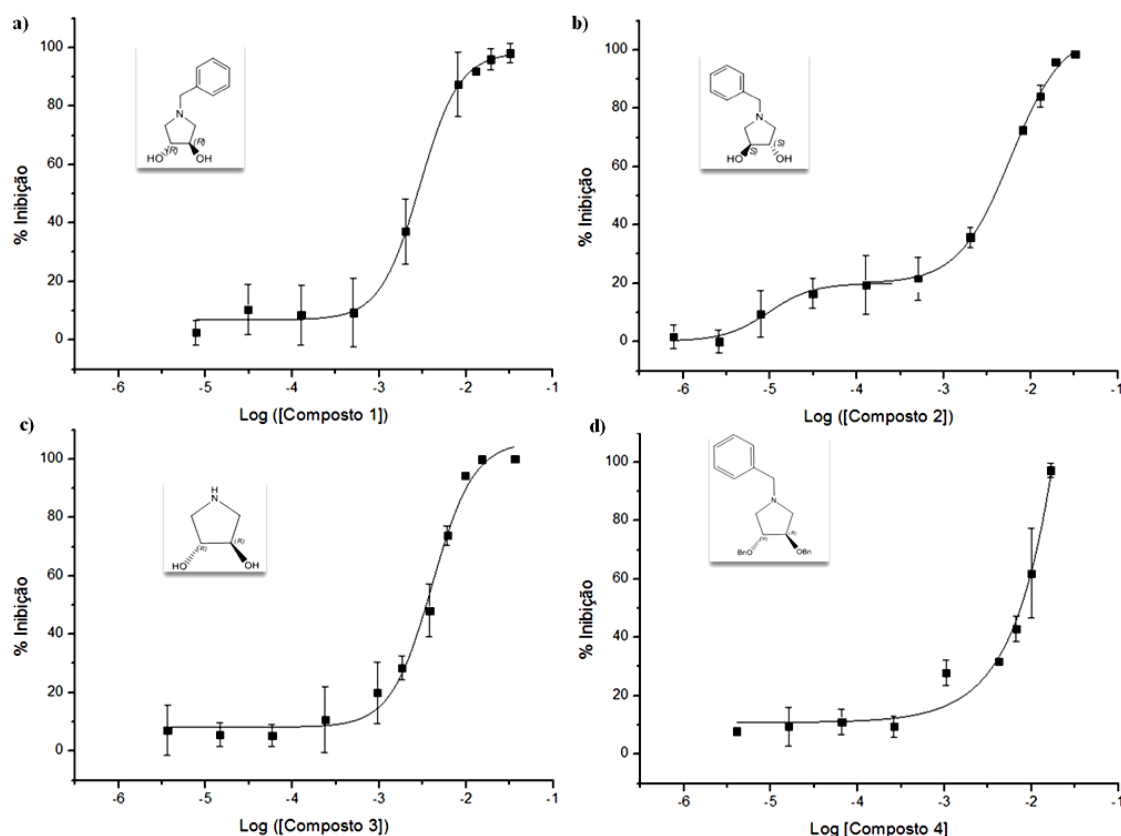 a)
% Inibição
100
80
60
40
20
0
-6 -5 -4 -3 -2 -1
Log ([Composto 1])
N
(R)
(R)
HO
OH
b)
% Inibição
100
80
60
40
20
0
-6 -5 -4 -3 -2 -1
Log ([Composto 2])
N
(S)
(S)
HO
OH
c)
% Inibição
100
80
60
40
20
0
-6 -5 -4 -3 -2 -1
Log ([Composto 3])
H
N
(R)
(R)
HO
OH
d)
% Inibição
100
80
60
40
20
0
-6 -5 -4 -3 -2 -1
Log [Composto 4]
N
(R)
(R)
BnO
OBn